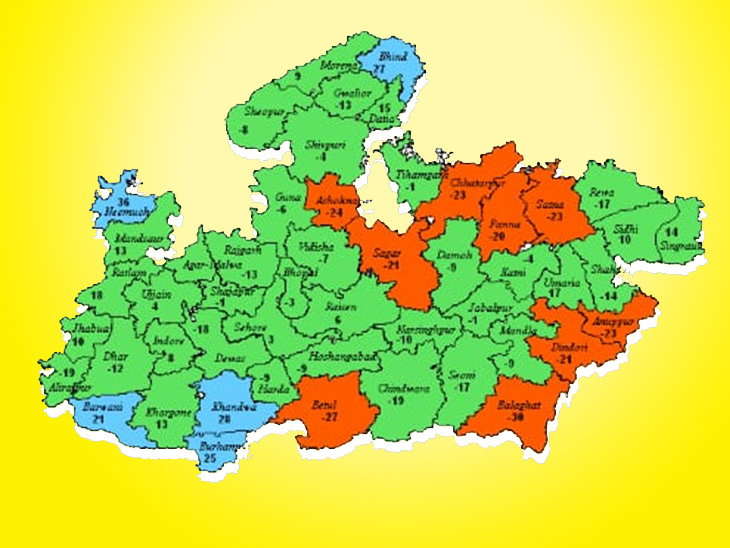 Bhind
27
Morena
9
Gwalior
-13
15
Datia
Sheopur
-8
Shivpuri
-4
Tikamgarh
-1
Chhatarpur
-23
Panna
-20
Satna
-23
Rewa
-17
Sidhi
10
14
Singrauli
36
Neemuch
Mandsaur
13
Guna
-6
Ashokna
-24
Sagar
-21
Damoh
-9
Katni
-4
Umaria
17
Shahd
-14
Anuppur
-23
Dindori
-21
Ratlam
18
Ujjain
4
Agar-Malwa
Rajgarh
-13
Shajapur
-1
Vidisha
-7
Bhopal
-3
Raisen
6
Jabalpur
-1
Narsinghpur
-10
Mandla
-9
Jhabua
10
-19
Alirajpur
Dhar
-12
Indore
-8
-18
Dewas
Sehore
3
Hoshangabad
-9
-9
Harda
Barwani
21
Khargone
13
Khandwa
28
Burhanp
25
Betul
-27
Chindwara
-19
Seoni
-17
Balaghat
-30